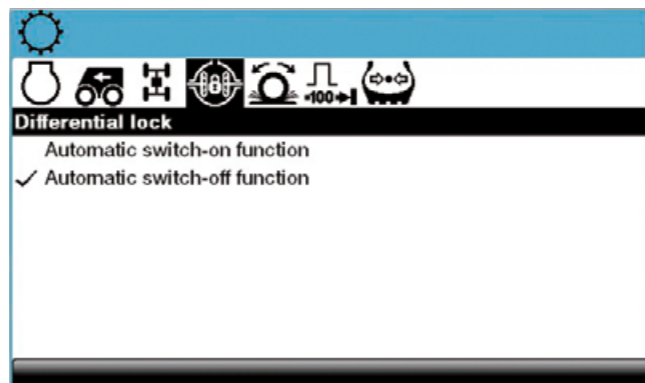 -100
Differential lock
Automatic switch-on function
Automatic switch-off function